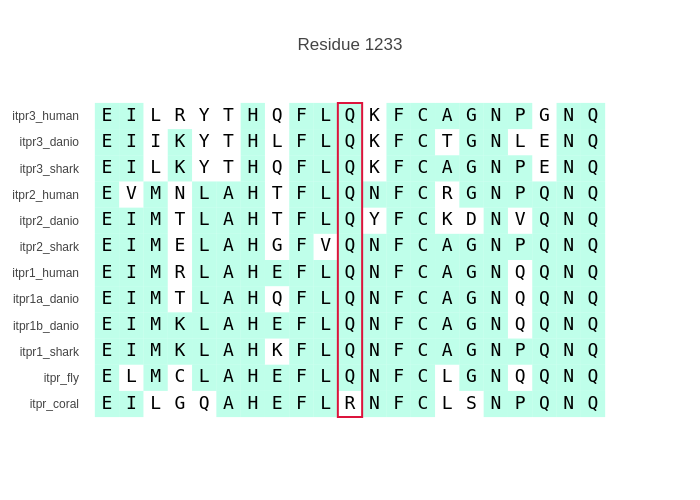 Residue 1233
itpr3_human E I L R Y T H Q F L Q K F C A G N P G N Q
itpr3_danio E I I K Y T H L F L Q K F C T G N L E N Q
itpr3_shark E I L K Y T H Q F L Q K F C A G N P E N Q
itpr2_human E V M N L A H T F L Q N F C R G N P Q N Q
itpr2_danio E I M T L A H T F L Q Y F C K D N V Q N Q
itpr2_shark E I M E L A H G F V Q N F C A G N P Q N Q
itpr1_human E I M R L A H E F L Q N F C A G N Q Q N Q
itpr1a_danio E I M T L A H Q F L Q N F C A G N Q Q N Q
itpr1b_danio E I M K L A H E F L Q N F C A G N Q Q N Q
itpr1_shark E I M K L A H K F L Q N F C A G N P Q N Q
itpr_fly E L M C L A H E F L Q N F C L G N Q Q N Q
itpr_coral E I L G Q A H E F L R N F C L S N P Q N Q